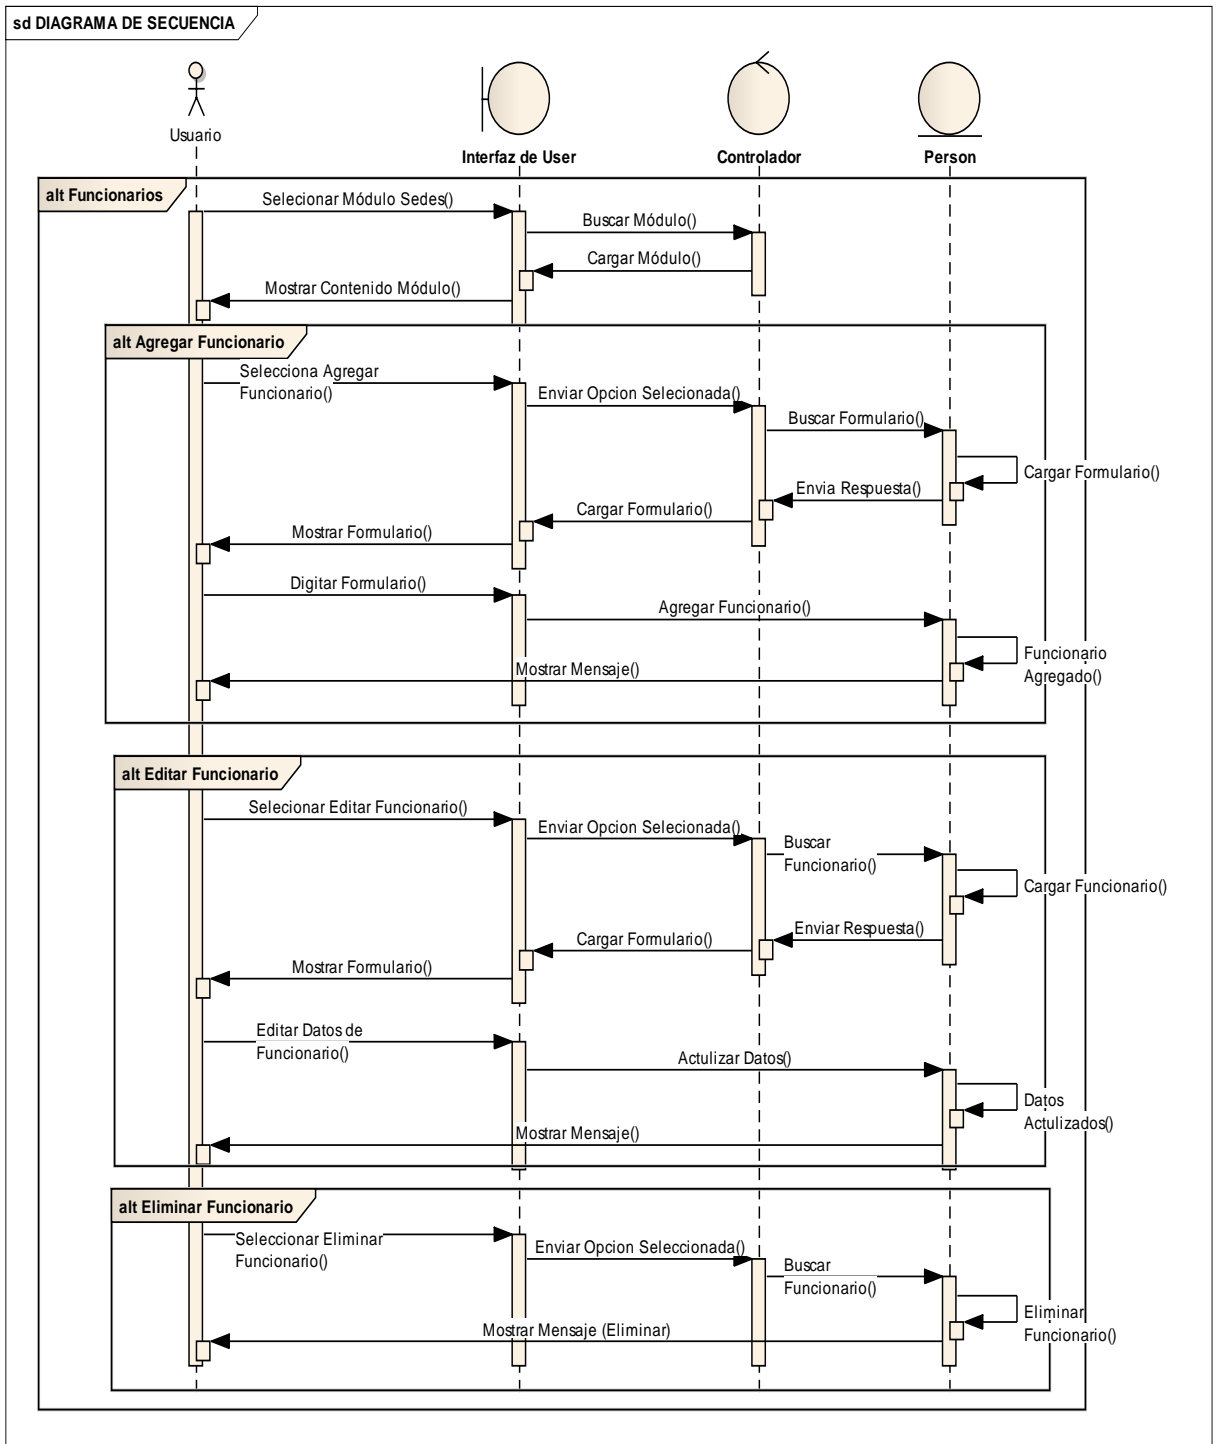 sd DIAGRAMA DE SECUENCIA
Usuario
Interfaz de User
Controlador
Person
alt Funcionarios
Selecionar Módulo Sedes()
Buscar Módulo()
Cargar Módulo()
Mostrar Contenido Módulo()
alt Agregar Funcionario
Selecciona Agregar
Funcionario()
Enviar Opcion Selecionada()
Buscar Formulario()
Cargar Formulario()
Envia Respuesta()
Cargar Formulario()
Mostrar Formulario()
Digitar Formulario()
Agregar Funcionario()
Funcionario
Agregado()
Mostrar Mensaje()
alt Editar Funcionario
Selecionar Editar Funcionario()
Enviar Opcion Selecionada()
Buscar
Funcionario()
Cargar Funcionario()
Enviar Respuesta()
Cargar Formulario()
Mostrar Formulario()
Editar Datos de
Funcionario()
Actulizar Datos()
Datos
Actulizados()
Mostrar Mensaje()
alt Eliminar Funcionario
Seleccionar Eliminar
Funcionario()
Enviar Opcion Seleccionada()
Buscar
Funcionario()
Eliminar
Funcionario()
Mostrar Mensaje (Eliminar)